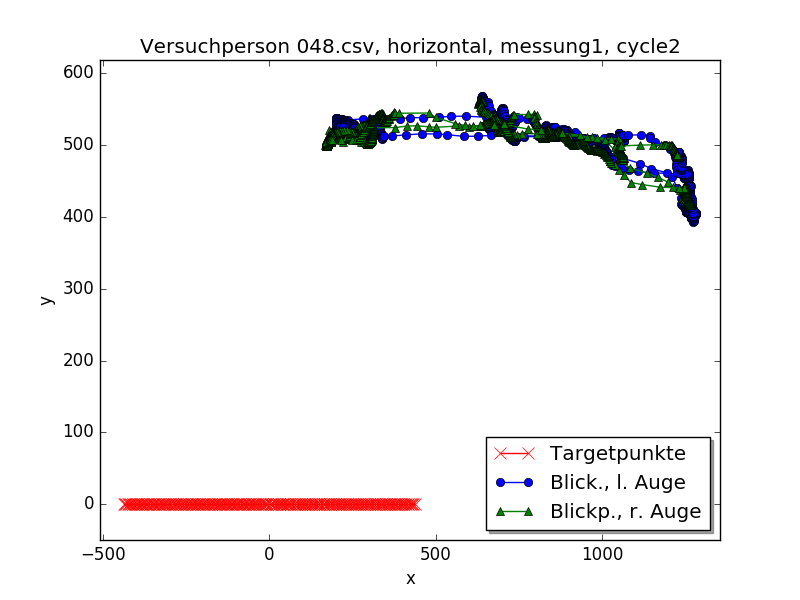 Versuchperson 048.csv, horizontal, messung1, cycle2
600
500
400
300
200
100
0
y
−500
0
500
1000
x
Targetpunkte
Blick., l. Auge
Blickp., r. Auge